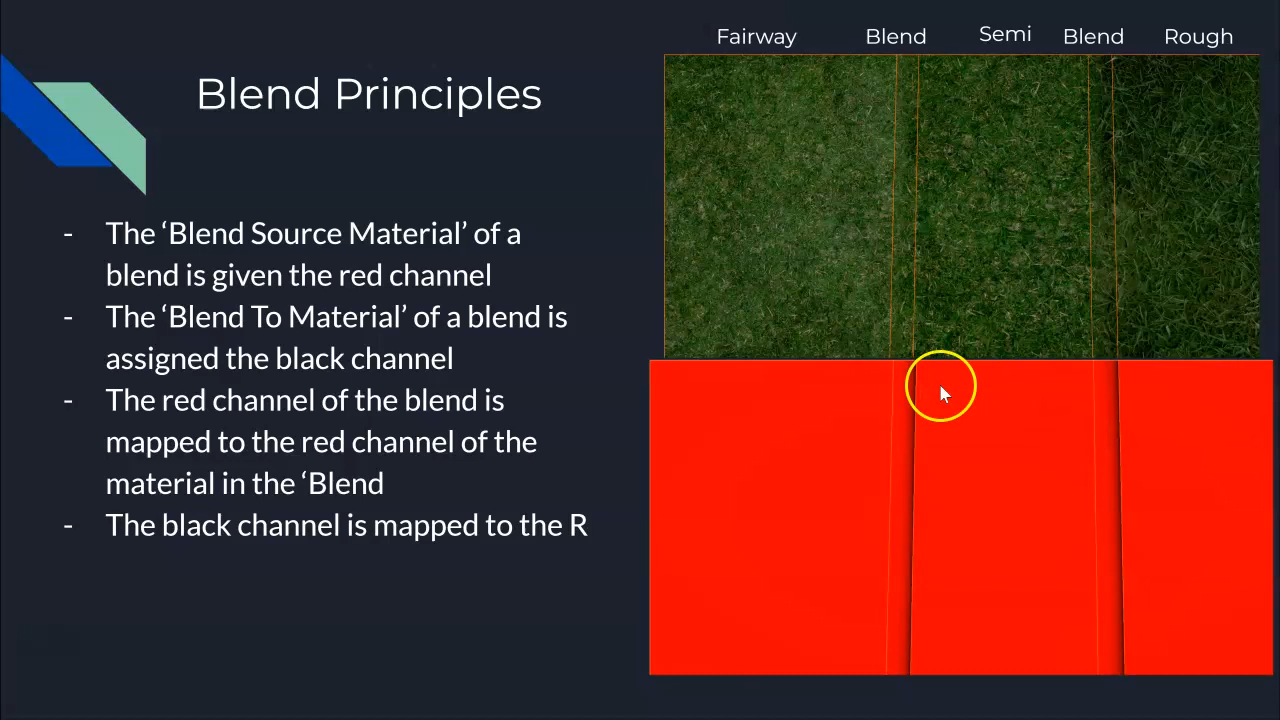 Fairway Blend Semi Blend Rough
Blend Principles
- The ‘Blend Source Material’ of a
blend is given the red channel
- The ‘Blend To Material’ of a blend is
assigned the black channel
- The red channel of the blend is
mapped to the red channel of the
material in the ‘Blend
- The black channel is mapped to the R